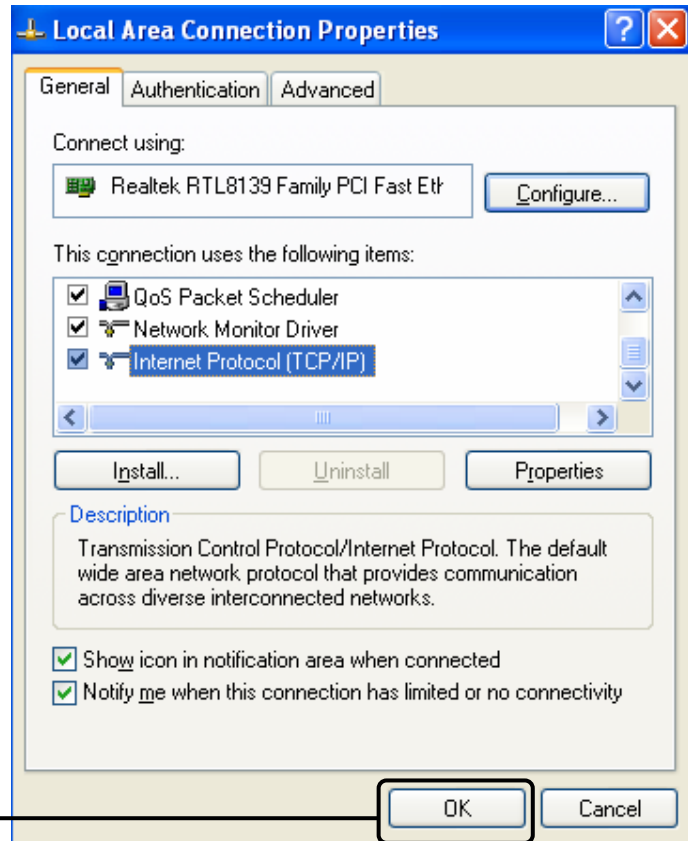 Local Area Connection Properties
General
Authentication
Advanced
Connect using:
Realtek RTL8139 Family PCI Fast Eth
Configure...
This connection uses the following items:
QoS Packet Scheduler
Network Monitor Driver
Internet Protocol (TCP/IP)
Install...
Uninstall
Properties
Description
Transmission Control Protocol/Internet Protocol. The default
wide area network protocol that provides communication
across diverse interconnected networks.
Show icon in notification area when connected
Notify me when this connection has limited or no connectivity
OK
Cancel